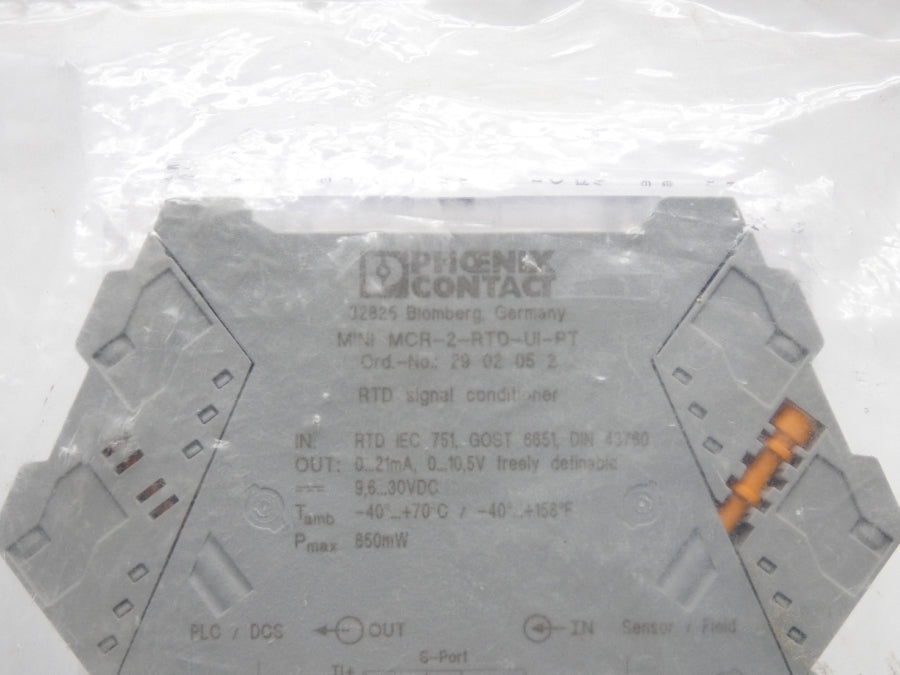 PHŒNIX
CONTACT
32825 Blomberg, Germany
MINI MCR-2-RTD-UI-PT
Ord.-No.: 29 02 05 2
RTD signal conditioner
IN: RTD IEC 751, GOST 6651, DIN 43760
OUT: 0...21mA, 0...10,5V freely definable
9,6...30VDC
Tamb -40°...+70°C / -40°...+158°F
Pmax 850mW
PLC / DCS OUT IN Sensor / Field
S-Port